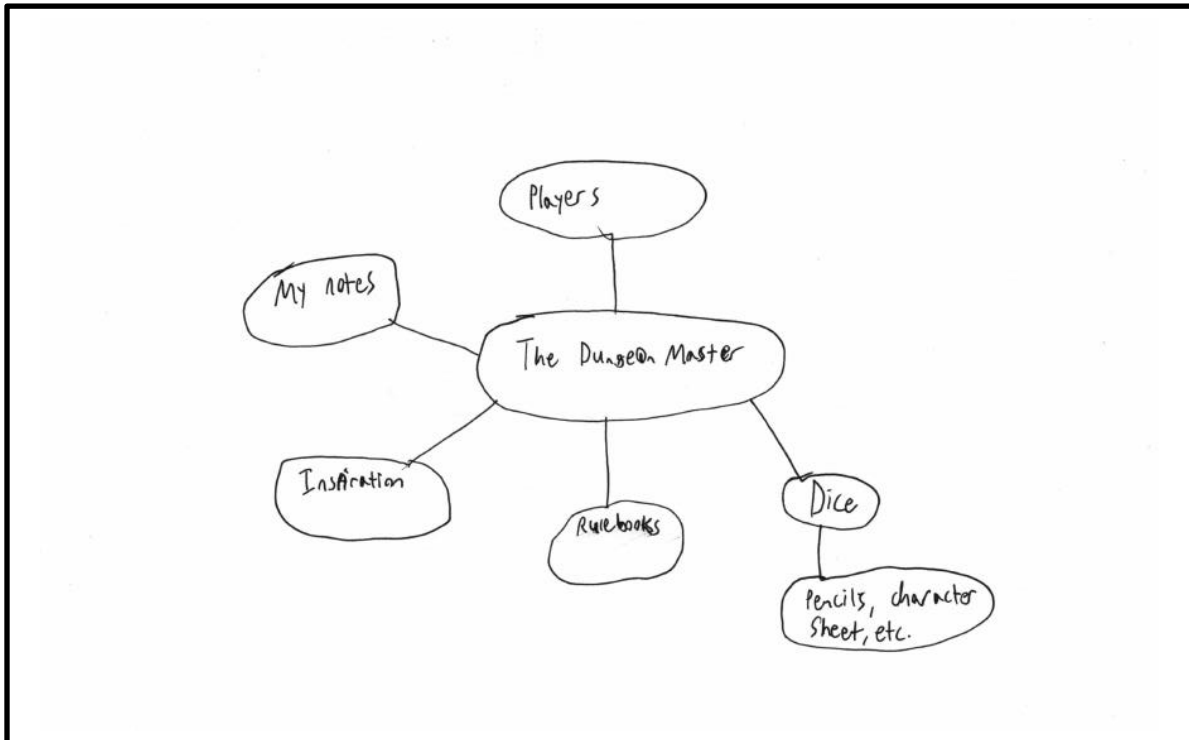 Players
My notes
The Dungeon Master
Inspiration
Rulebooks
Dice
Pencils, character
Sheet, etc.